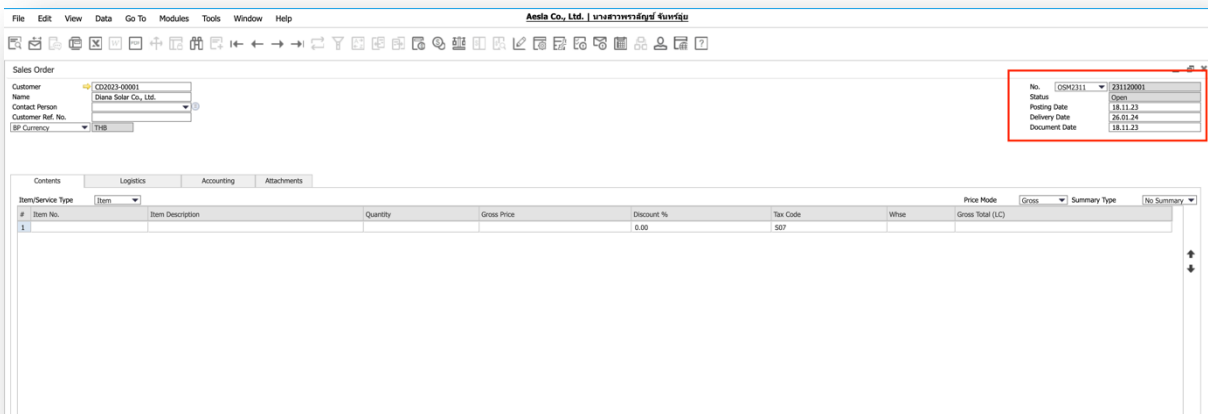 File Edit View Data Go To Modules Tools Window Help
Aesla Co., Ltd. | นางสาวพรวลัญช์ จันทร์อุ่ย
Sales Order
Customer CD2023-00001
Name Diana Solar Co., Ltd.
Contact Person
Customer Ref. No.
BP Currency THB
No. OSM2311 231120001
Status Open
Posting Date 18.11.23
Delivery Date 26.01.24
Document Date 18.11.23
Contents Logistics Accounting Attachments
Item/Service Type Item Price Mode Gross Summary Type No Summary
# Item No. Item Description Quantity Gross Price Discount % Tax Code Whse Gross Total (LC)
1 0.00 S07